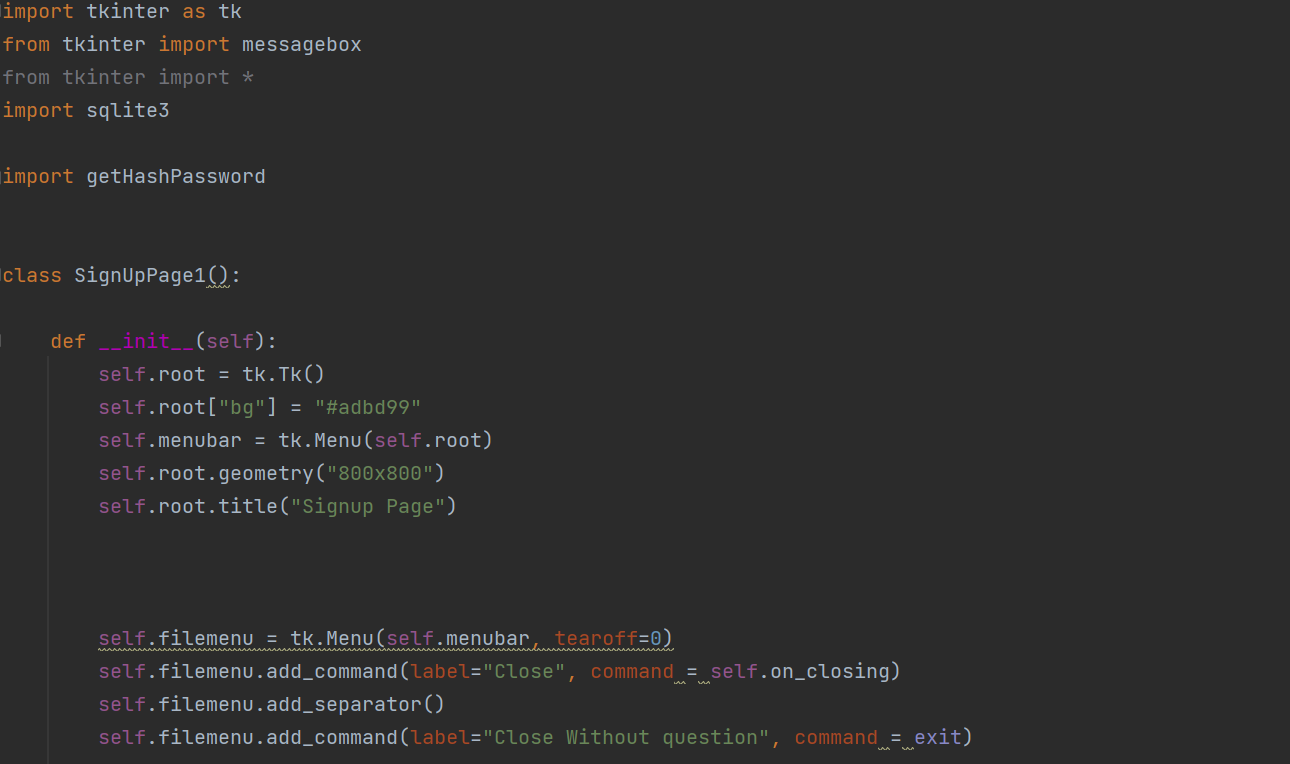 import tkinter as tk
from tkinter import messagebox
from tkinter import *
import sqlite3
import getHashPassword
class SignUpPage1():
def __init__(self):
self.root = tk.Tk()
self.root["bg"] = "#adbd99"
self.menubar = tk.Menu(self.root)
self.root.geometry("800x800")
self.root.title("Signup Page")
self.filemenu = tk.Menu(self.menubar, tearoff=0)
self.filemenu.add_command(label="Close", command = self.on_closing)
self.filemenu.add_separator()
self.filemenu.add_command(label="Close Without question", command = exit)